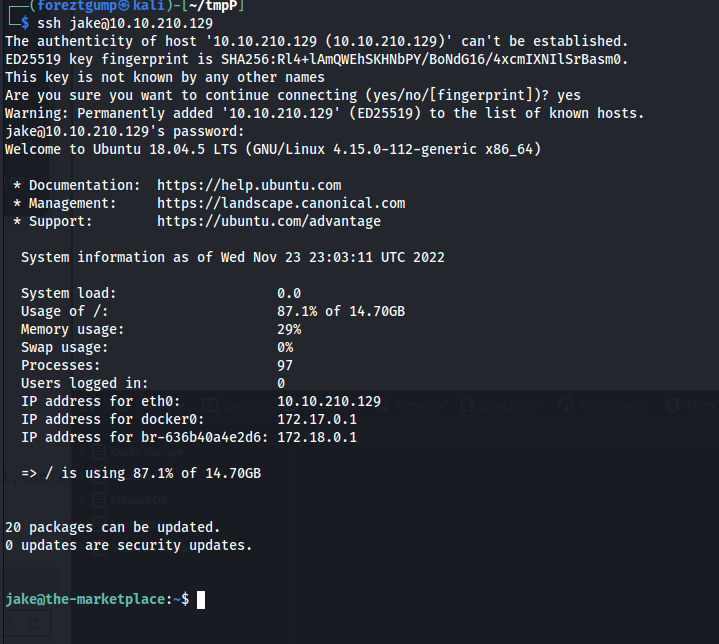 (foreztgump㉿kali)-[~/tmpP]
$ ssh jake@10.10.210.129
The authenticity of host '10.10.210.129 (10.10.210.129)' can't be established.
ED25519 key fingerprint is SHA256:Rl4+lAmQWEhSKHNbPY/BoNdG16/4xcmIXNIlSrBasm0.
This key is not known by any other names
Are you sure you want to continue connecting (yes/no/[fingerprint])? yes
Warning: Permanently added '10.10.210.129' (ED25519) to the list of known hosts.
jake@10.10.210.129's password:
Welcome to Ubuntu 18.04.5 LTS (GNU/Linux 4.15.0-112-generic x86_64)
* Documentation: https://help.ubuntu.com
* Management: https://landscape.canonical.com
* Support: https://ubuntu.com/advantage
System information as of Wed Nov 23 23:03:11 UTC 2022
System load: 0.0
Usage of /: 87.1% of 14.70GB
Memory usage: 29%
Swap usage: 0%
Processes: 97
Users logged in: 0
IP address for eth0: 10.10.210.129
IP address for docker0: 172.17.0.1
IP address for br-636b40a4e2d6: 172.18.0.1
=> / is using 87.1% of 14.70GB
20 packages can be updated.
0 updates are security updates.
jake@the-marketplace:~$
Console
Network
Style Editor
Performance
Cache Storage
Indexed DB